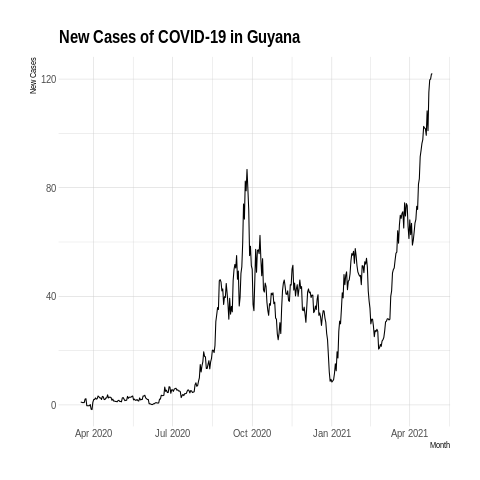 New Cases of COVID-19 in Guyana
New Cases
120
80
40
0
Apr 2020 Jul 2020 Oct 2020 Jan 2021 Apr 2021
Month